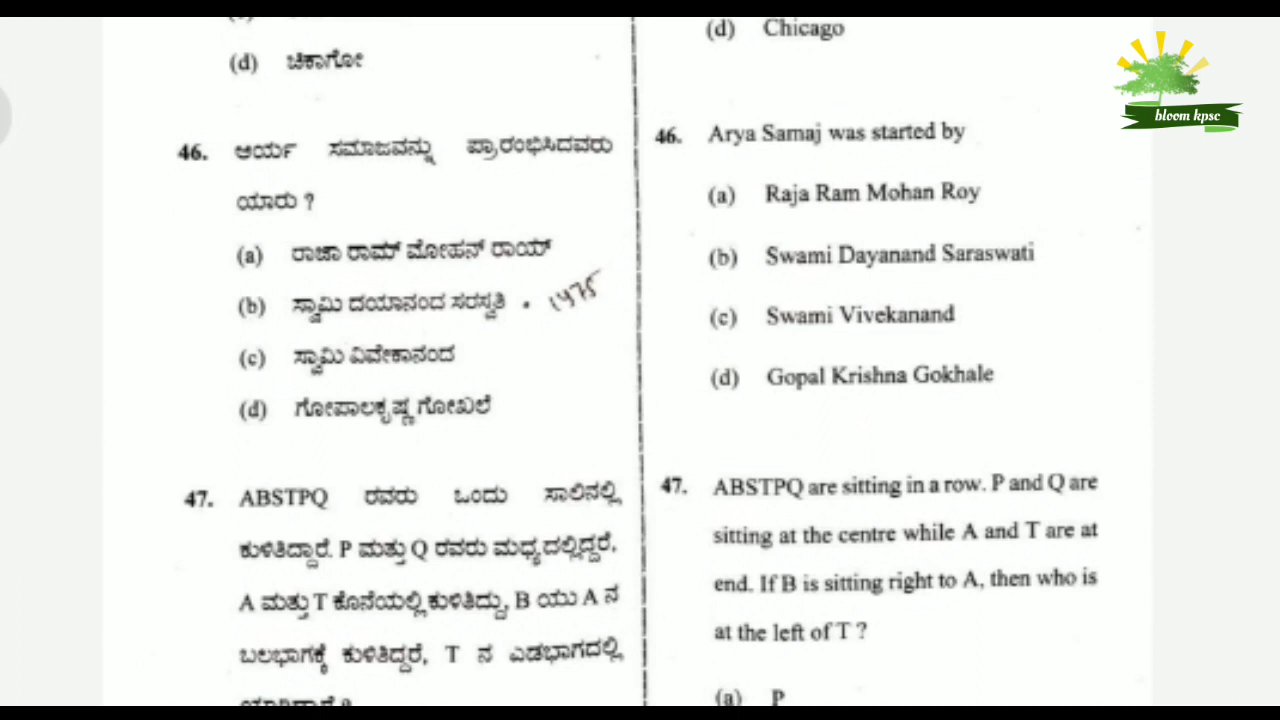 (d) ಚಿಕಾಗೋ
46. ಆರ್ಯ ಸಮಾಜವನ್ನು ಪ್ರಾರಂಭಿಸಿದವರು
ಯಾರು ?
(a) ರಾಜಾ ರಾಮ್ ಮೋಹನ್ ರಾಯ್
(b) ಸ್ವಾಮಿ ದಯಾನಂದ ಸರಸ್ವತಿ .
(c) ಸ್ವಾಮಿ ವಿವೇಕಾನಂದ
(d) ಗೋಪಾಲಕೃಷ್ಣ ಗೋಖಲೆ
47. ABSTPQ ರವರು ಒಂದು ಸಾಲಿನಲ್ಲಿ
ಕುಳಿತಿದ್ದಾರೆ. P ಮತ್ತು Q ರವರು ಮಧ್ಯದಲ್ಲಿದ್ದರೆ,
A ಮತ್ತು T ಕೊನೆಯಲ್ಲಿ ಕುಳಿತಿದ್ದು, B ಯು A ನ
ಬಲಭಾಗಕ್ಕೆ ಕುಳಿತಿದ್ದರೆ, T ನ ಎಡಭಾಗದಲ್ಲಿ
(d) Chicago
46. Arya Samaj was started by
(a) Raja Ram Mohan Roy
(b) Swami Dayanand Saraswati
(c) Swami Vivekanand
(d) Gopal Krishna Gokhale
47. ABSTPQ are sitting in a row. P and Q are
sitting at the centre while A and T are at
end. If B is sitting right to A, then who is
at the left of T ?
(a) P
bloom kpsc